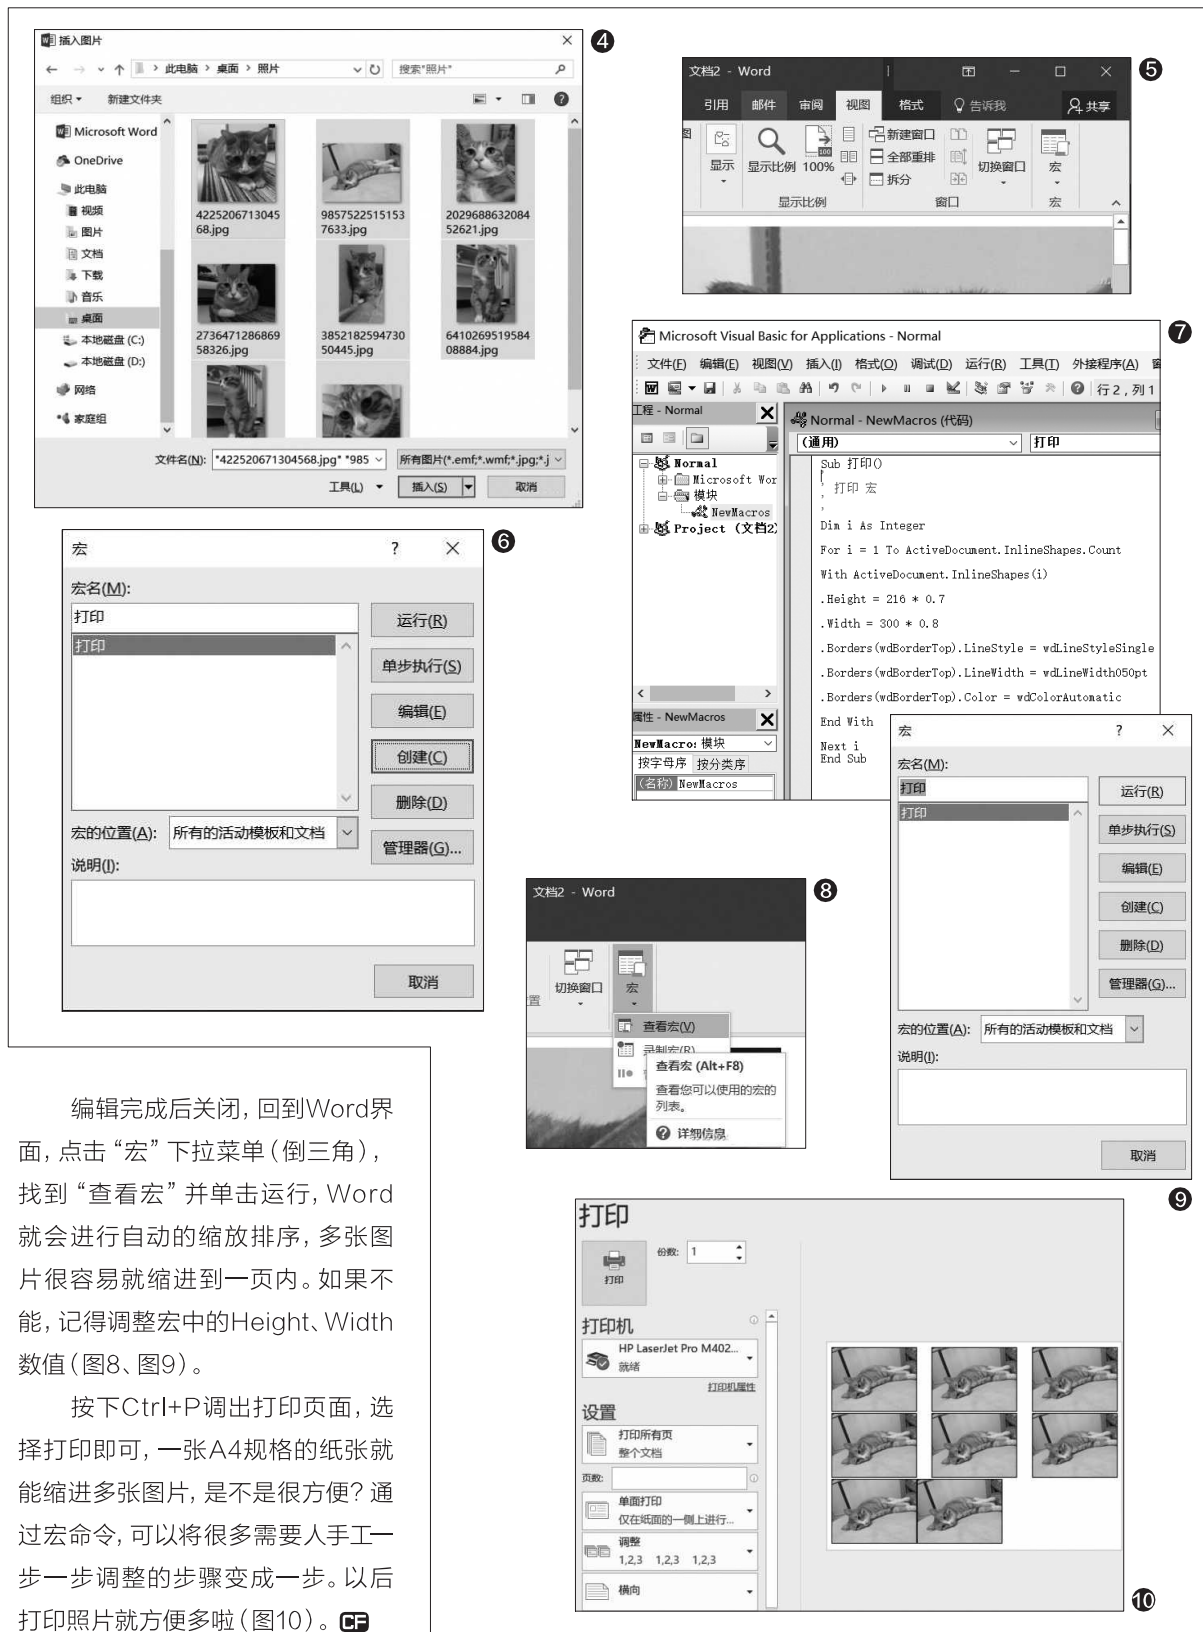 插入图片
4
此电脑 > 桌面 > 照片
搜索"照片"
组织
新建文件夹
Microsoft Word
OneDrive
此电脑
视频
图片
文档
下载
音乐
桌面
本地磁盘 (C:)
本地磁盘 (D:)
网络
家庭组
4225206713045
68.jpg
9857522515153
7633.jpg
2029688632084
52621.jpg
2736471286869
58326.jpg
3852182594730
50445.jpg
6410269519584
08884.jpg
文件名(N): "422520671304568.jpg" "985
所有图片(*.emf;*.wmf;*.jpg;*.j
工具(L)
插入(S)
取消
5
文档2 - Word
引用 邮件 审阅 视图 格式 告诉我 共享
显示
显示比例
100%
新建窗口
全部重排
拆分
切换窗口
宏
显示比例
窗口
宏
6
宏
?
宏名(M):
打印
打印
运行(R)
单步执行(S)
编辑(E)
创建(C)
删除(D)
管理器(G)...
宏的位置(A): 所有的活动模板和文档
说明(I):
取消
7
Microsoft Visual Basic for Applications - Normal
文件(F) 编辑(E) 视图(V) 插入(I) 格式(O) 调试(D) 运行(R) 工具(T) 外接程序(A)
行 2 , 列 1
工程 - Normal
Normal
Microsoft Wor
模块
NewMacros
Project (文档2)
属性 - NewMacros
NewMacro: 模块
按字母序 按分类序
(名称) NewMacros
Normal - NewMacros (代码)
(通用)
打印
Sub 打印()
'
' 打印 宏
'
'
Dim i As Integer
For i = 1 To ActiveDocument.InlineShapes.Count
With ActiveDocument.InlineShapes(i)
.Height = 216 * 0.7
.Width = 300 * 0.8
.Borders(wdBorderTop).LineStyle = wdLineStyleSingle
.Borders(wdBorderTop).LineWidth = wdLineWidth050pt
.Borders(wdBorderTop).Color = wdColorAutomatic
End With
Next i
End Sub
8
文档2 - Word
切换窗口
宏
查看宏(V)
录制宏(R)
查看宏 (Alt+F8)
查看您可以使用的宏的
列表。
详细信息
宏
?
宏名(M):
打印
打印
运行(R)
单步执行(S)
编辑(E)
创建(C)
删除(D)
管理器(G)...
宏的位置(A): 所有的活动模板和文档
说明(I):
取消
9
编辑完成后关闭，回到Word界
面，点击“宏”下拉菜单（倒三角），
找到“查看宏”并单击运行，Word
就会进行自动的缩放排序，多张图
片很容易就缩进到一页内。如果不
能，记得调整宏中的Height、Width
数值（图8、图9）。
按下Ctrl+P调出打印页面，选
择打印即可，一张A4规格的纸张就
能缩进多张图片，是不是很方便？通
过宏命令，可以将很多需要人手工一
步一步调整的步骤变成一步。以后
打印照片就方便多啦（图10）。CF
打印
份数: 1
打印
打印机
HP LaserJet Pro M402...
就绪
打印机属性
设置
打印所有页
整个文档
页数:
单面打印
仅在纸面的一侧上进行...
调整
1,2,3 1,2,3 1,2,3
横向
10